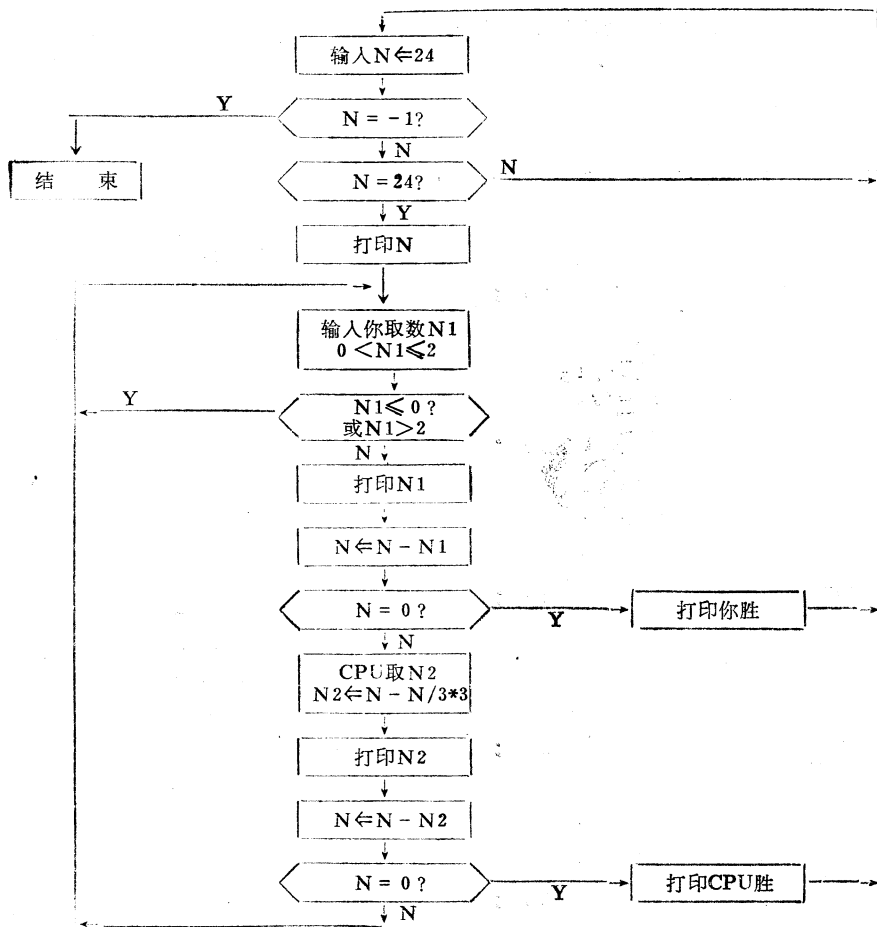 输入N⇐24
Y
N = -1?
N
结 束
N = 24?
N
Y
打印N
输入你取数N1
0<N1≤2
Y
N1≤0?
或N1>2
N
打印N1
N⇐N-N1
N = 0?
Y
打印你胜
N
CPU取N2
N2⇐N-N/3*3
打印N2
N⇐N-N2
N = 0?
Y
打印CPU胜
N